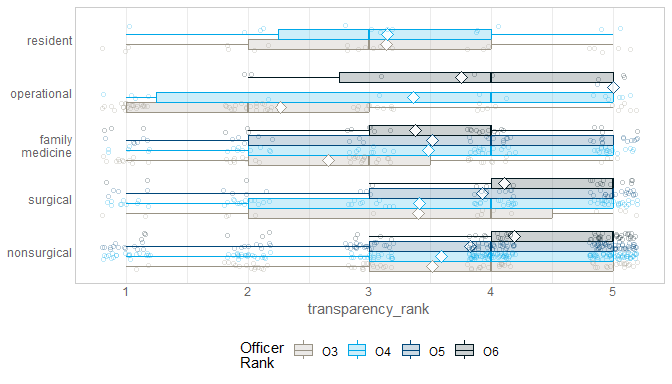 resident
operational
family
medicine
surgical
nonsurgical
1 2 3 4 5
transparency_rank
Officer
Rank
O3 O4 O5 O6